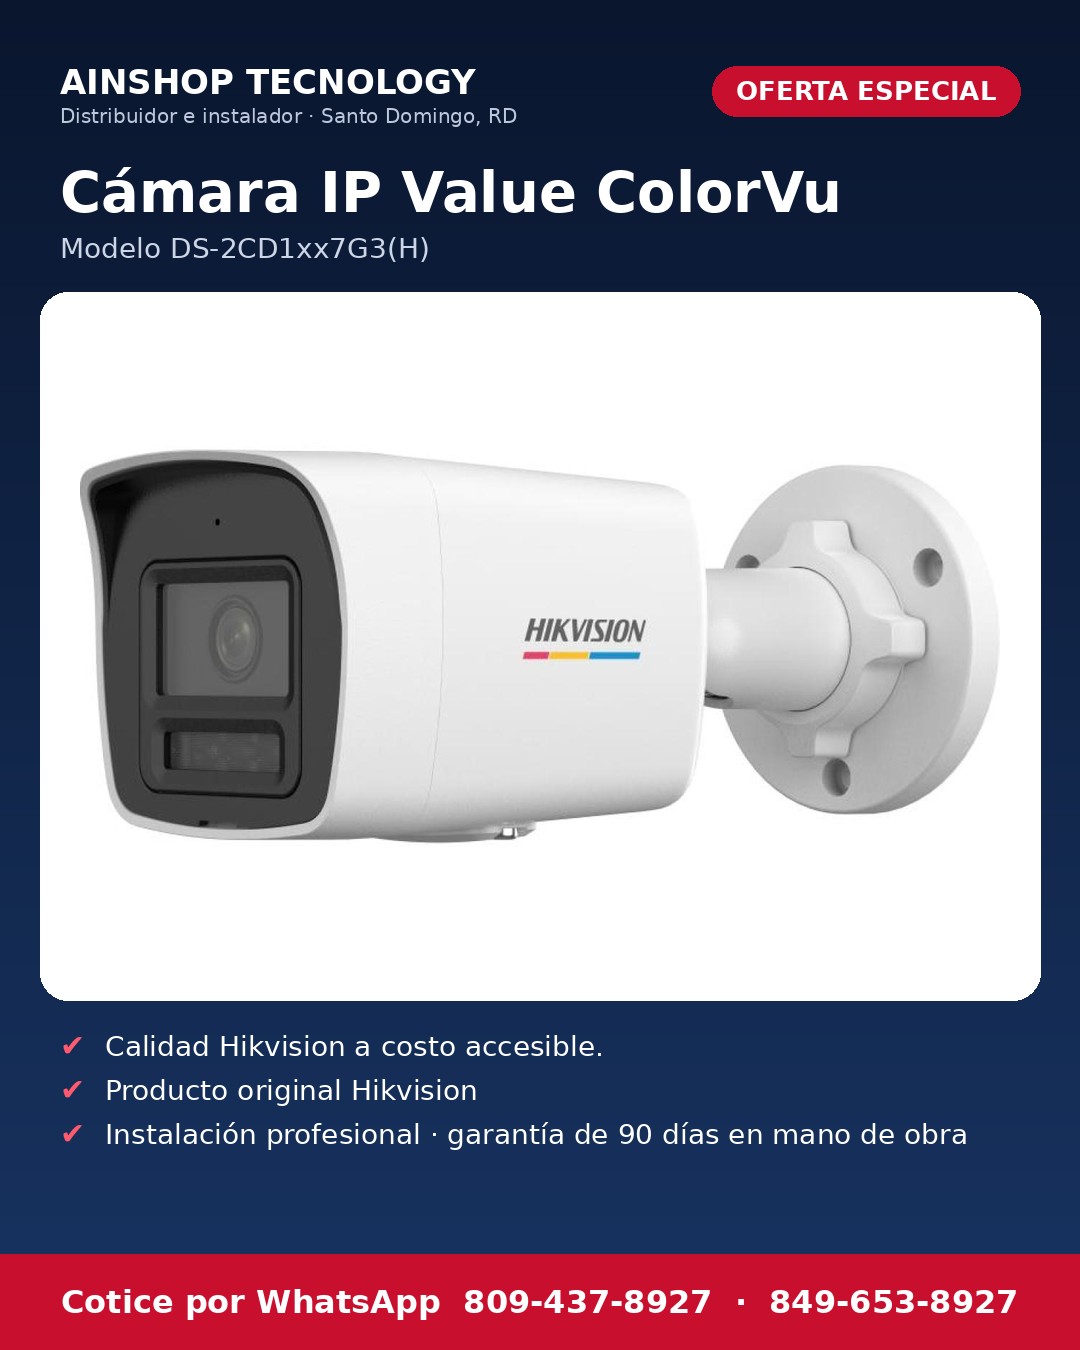 AINSHOP TECNOLOGY
Distribuidor e instalador · Santo Domingo, RD
OFERTA ESPECIAL
Cámara IP Value ColorVu
Modelo DS-2CD1xx7G3(H)
HIKVISION
✔ Calidad Hikvision a costo accesible.
✔ Producto original Hikvision
✔ Instalación profesional · garantía de 90 días en mano de obra
Cotice por WhatsApp 809-437-8927 · 849-653-8927